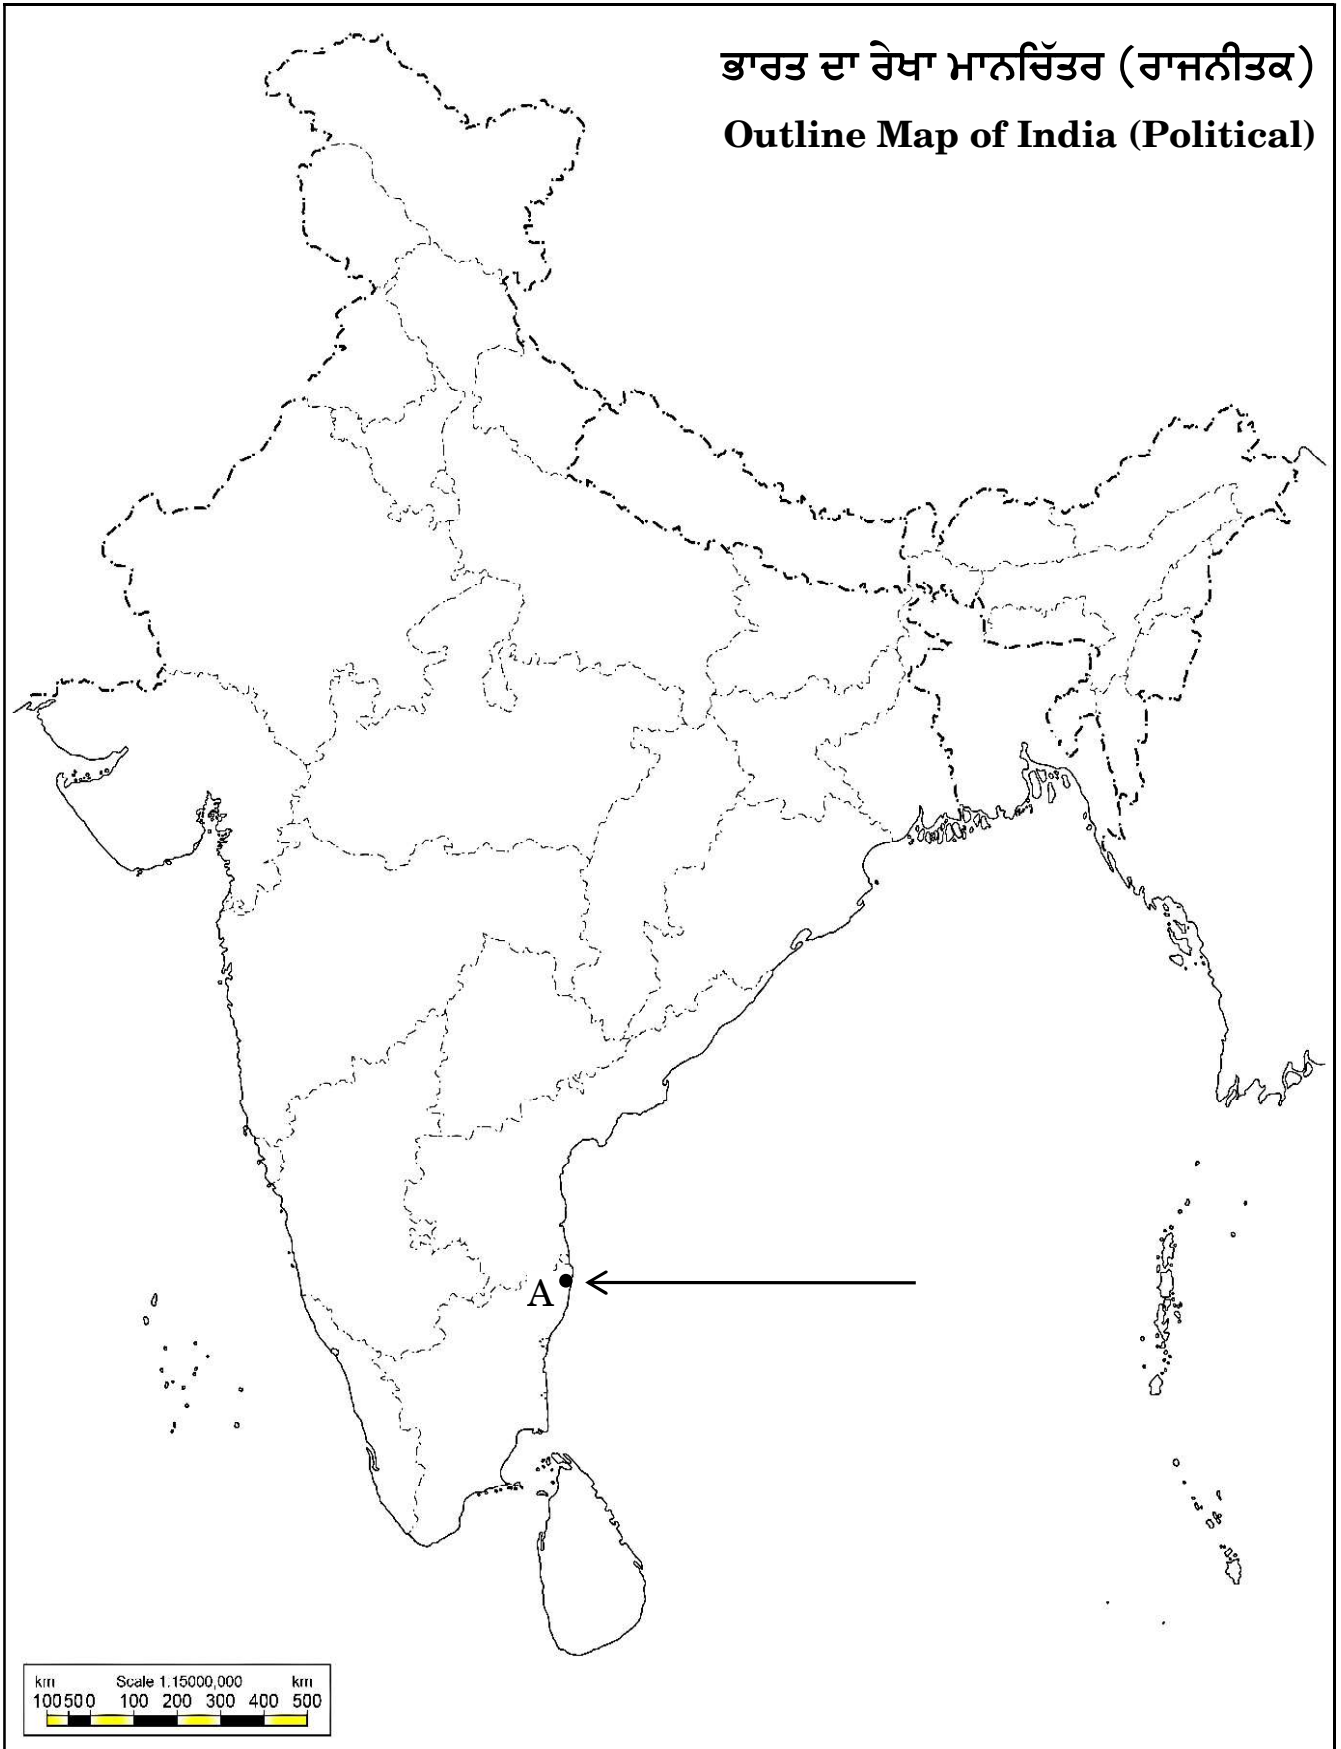 ਭਾਰਤ ਦਾ ਰੇਖਾ ਮਾਨਚਿੱਤਰ (ਰਾਜਨੀਤਕ)
Outline Map of India (Political)
A
km Scale 1:15000,000 km
100 50 0 100 200 300 400 500